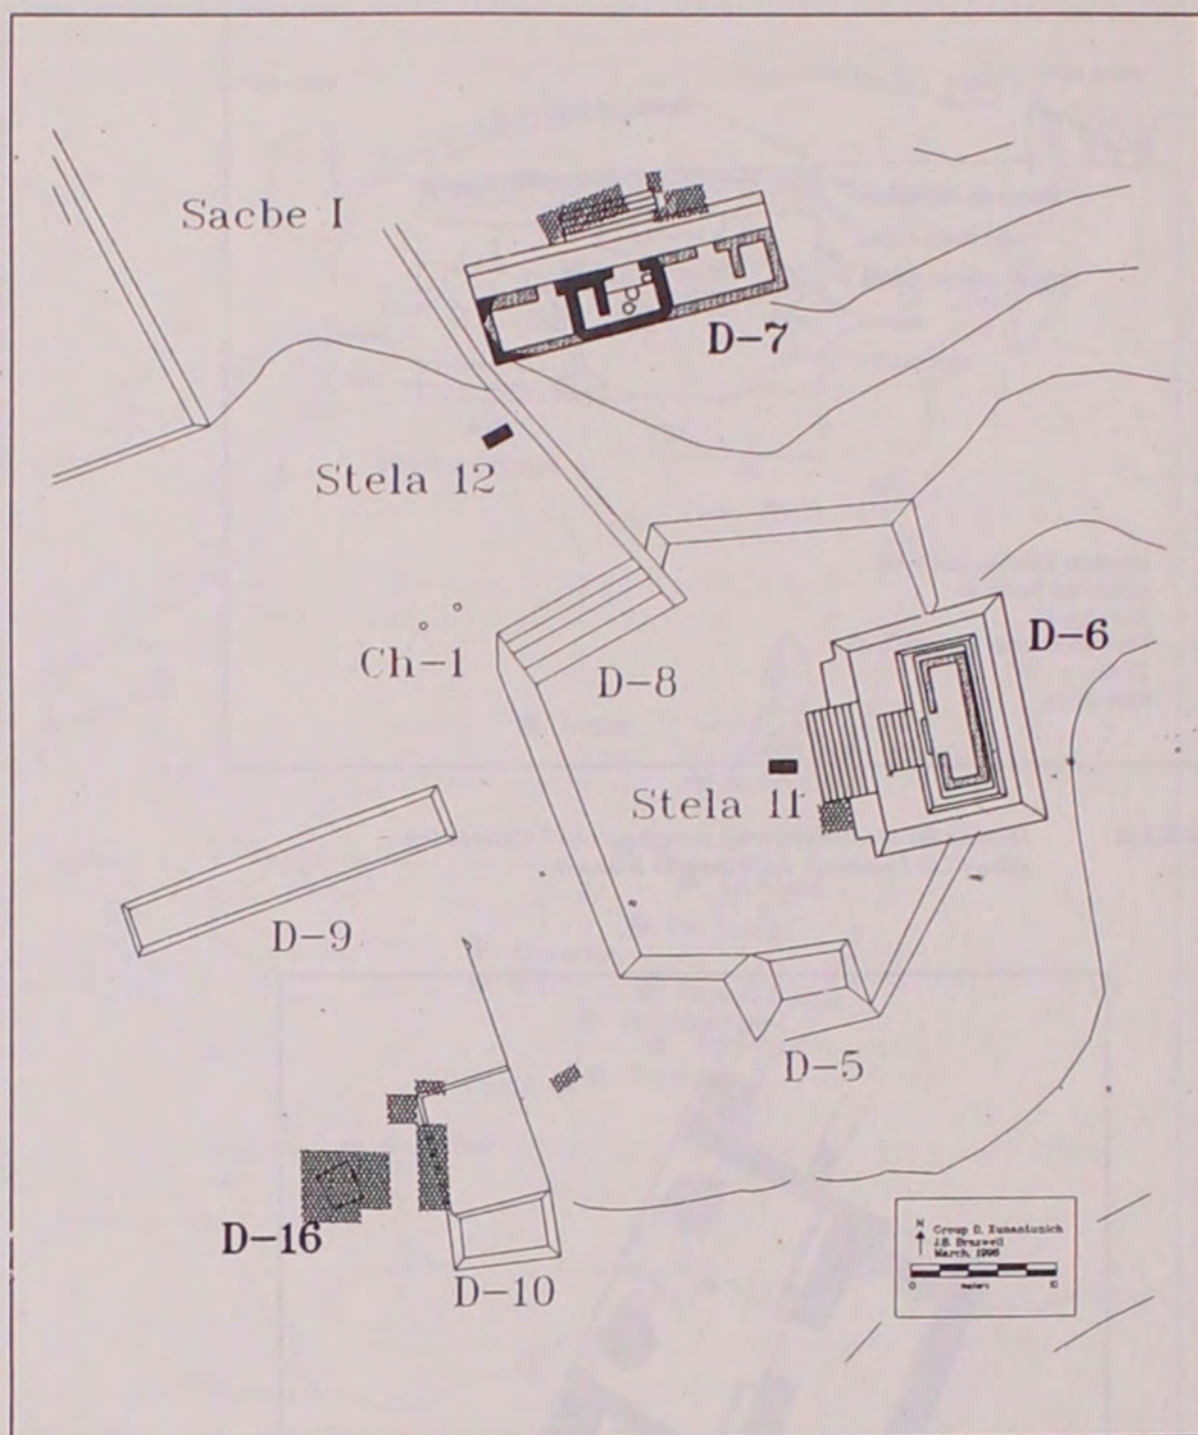 Sacbe I
D-7
Stela 12
D-6
Ch-1
D-8
Stela 11
D-9
D-5
D-16
D-10
N
Group D, Xunantunich
J.B. Braswell
March, 1996
0 meters 10